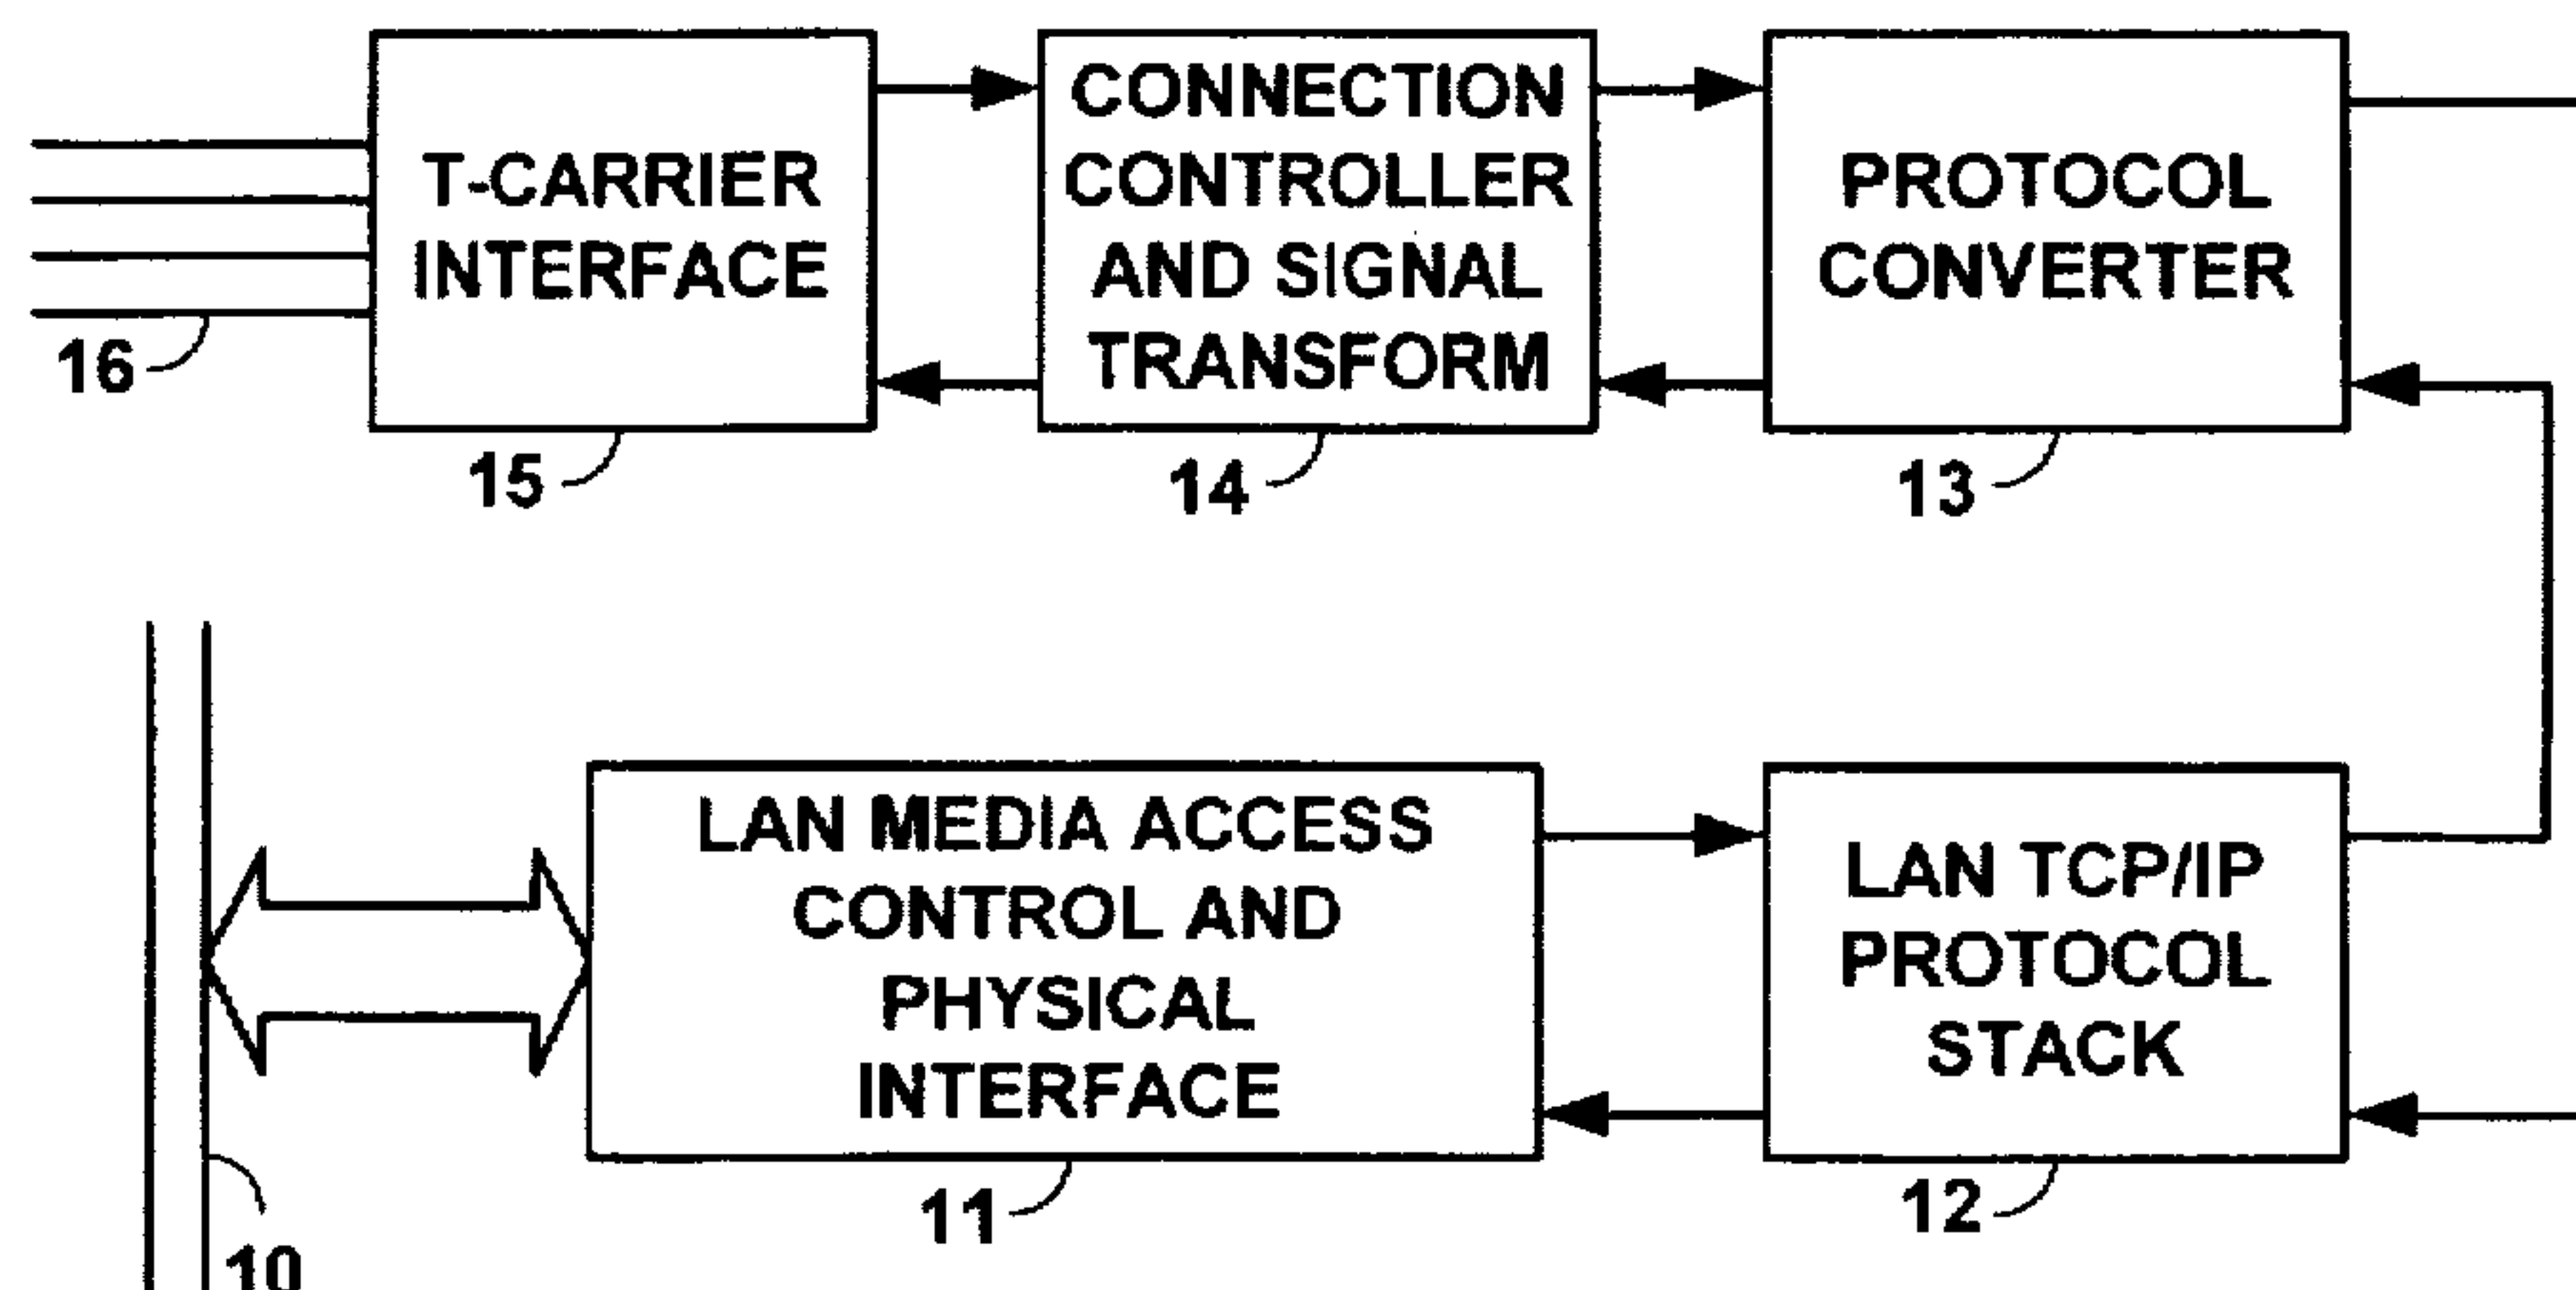 T-CARRIER
INTERFACE
CONNECTION
CONTROLLER
AND SIGNAL
TRANSFORM
PROTOCOL
CONVERTER
16
15
14
13
LAN MEDIA ACCESS
CONTROL AND
PHYSICAL
INTERFACE
LAN TCP/IP
PROTOCOL
STACK
11
12
10